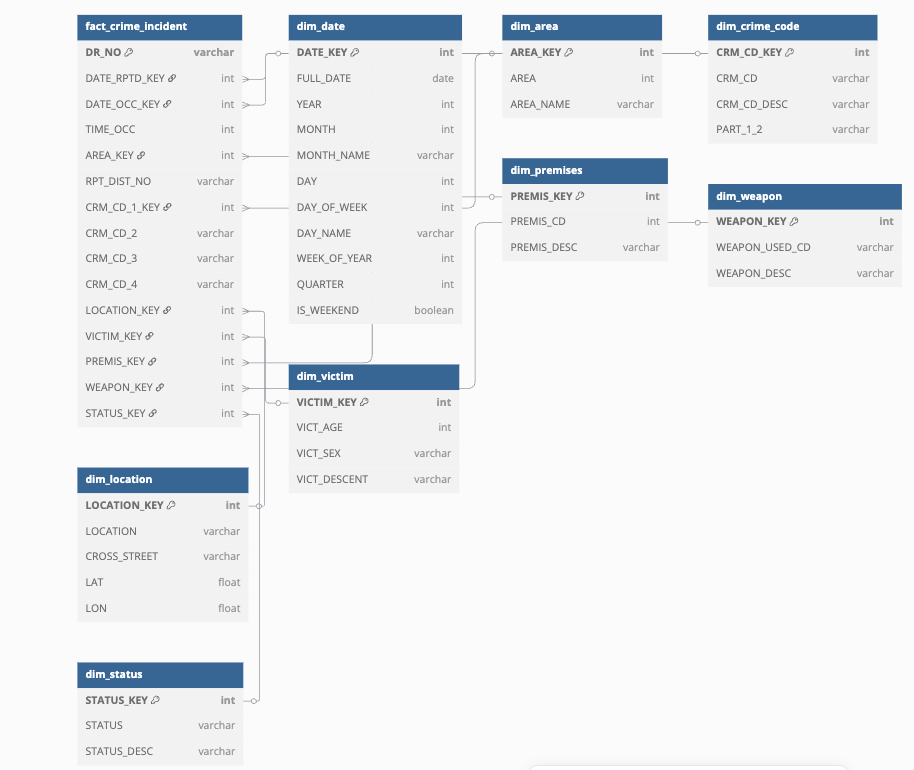 fact_crime_incident
DR_NO varchar
DATE_RPTD_KEY int
DATE_OCC_KEY int
TIME_OCC int
AREA_KEY int
RPT_DIST_NO varchar
CRM_CD_1_KEY int
CRM_CD_2 varchar
CRM_CD_3 varchar
CRM_CD_4 varchar
LOCATION_KEY int
VICTIM_KEY int
PREMIS_KEY int
WEAPON_KEY int
STATUS_KEY int
dim_date
DATE_KEY int
FULL_DATE date
YEAR int
MONTH int
MONTH_NAME varchar
DAY int
DAY_OF_WEEK int
DAY_NAME varchar
WEEK_OF_YEAR int
QUARTER int
IS_WEEKEND boolean
dim_area
AREA_KEY int
AREA int
AREA_NAME varchar
dim_crime_code
CRM_CD_KEY int
CRM_CD varchar
CRM_CD_DESC varchar
PART_1_2 varchar
dim_premises
PREMIS_KEY int
PREMIS_CD int
PREMIS_DESC varchar
dim_weapon
WEAPON_KEY int
WEAPON_USED_CD varchar
WEAPON_DESC varchar
dim_victim
VICTIM_KEY int
VICT_AGE int
VICT_SEX varchar
VICT_DESCENT varchar
dim_location
LOCATION_KEY int
LOCATION varchar
CROSS_STREET varchar
LAT float
LON float
dim_status
STATUS_KEY int
STATUS varchar
STATUS_DESC varchar